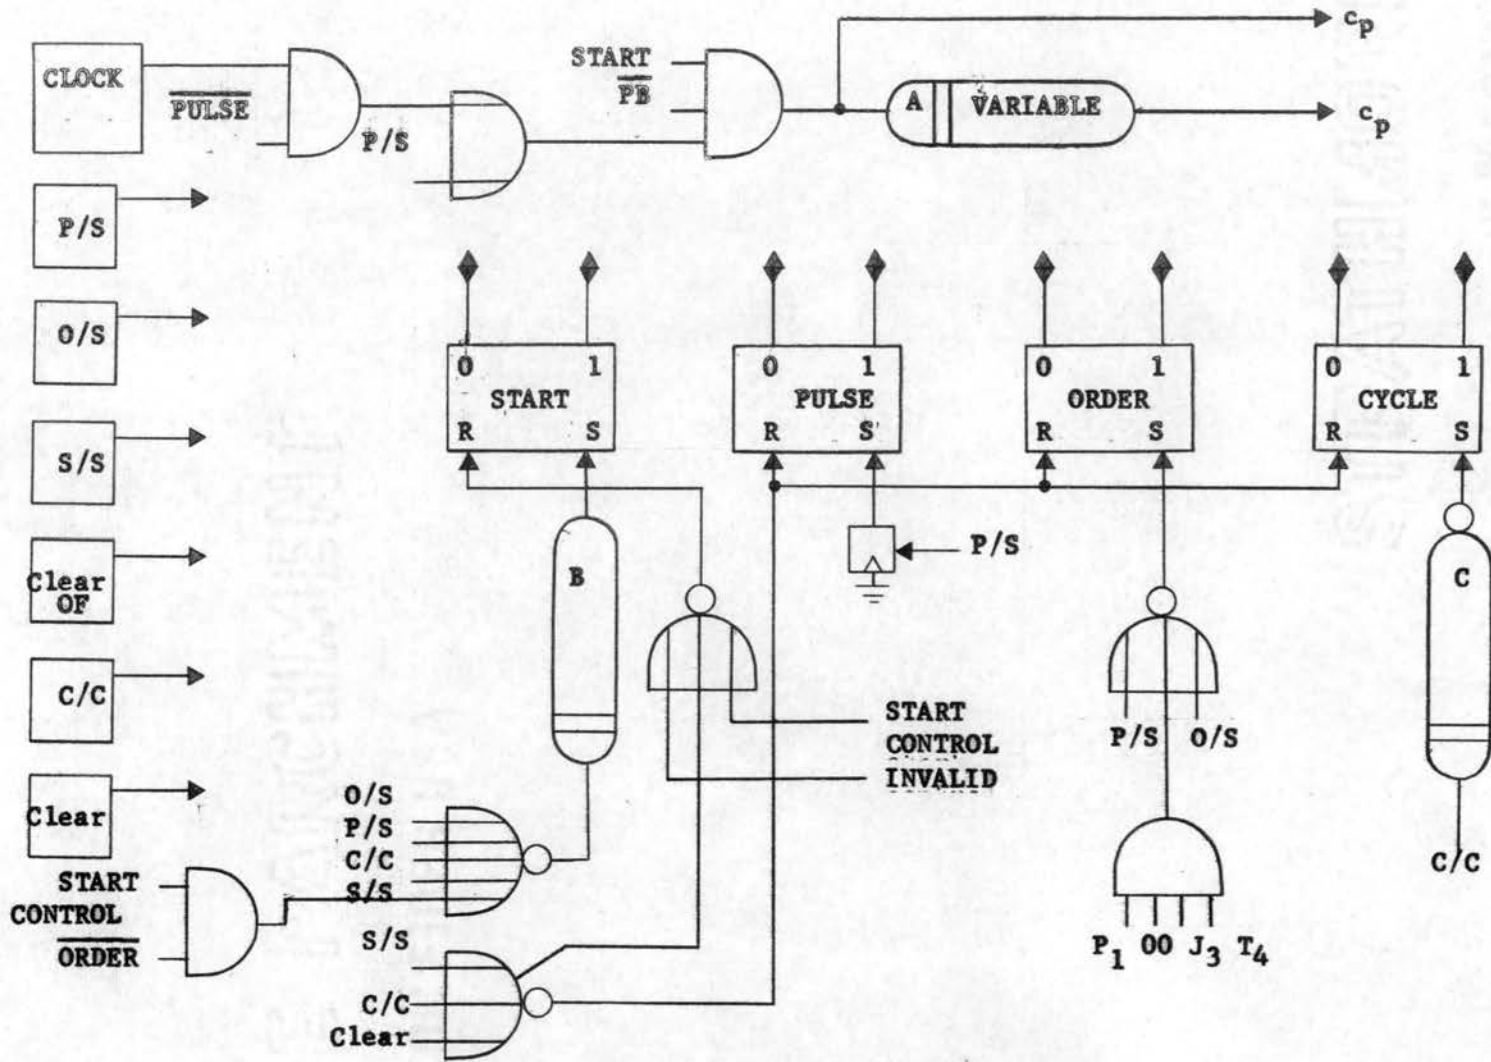 CLOCK
PULSE
P/S
START
PB
A VARIABLE
cp
cp
P/S
O/S
S/S
Clear
OF
C/C
Clear
0 1
START
R S
0 1
PULSE
R S
0 1
ORDER
R S
0 1
CYCLE
R S
B
P/S
C
START
CONTROL
INVALID
P/S O/S
P1 00 J3 T4
C/C
O/S
P/S
C/C
S/S
START
CONTROL
ORDER
S/S
C/C
Clear